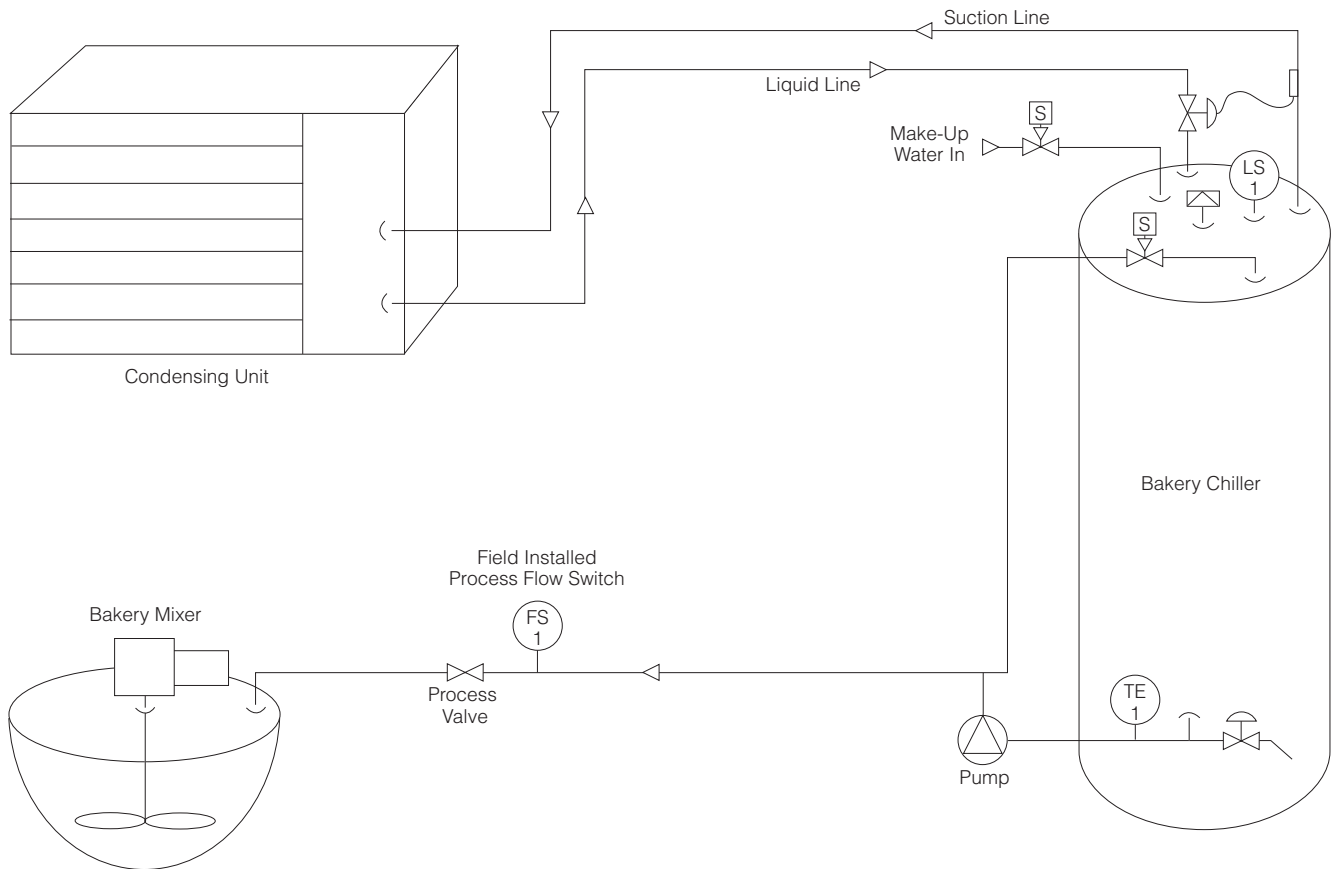 Suction Line
Liquid Line
S
Make-Up
Water In
LS
1
S
Condensing Unit
Bakery Chiller
Field Installed
Process Flow Switch
Bakery Mixer
FS
1
Process
Valve
TE
1
Pump